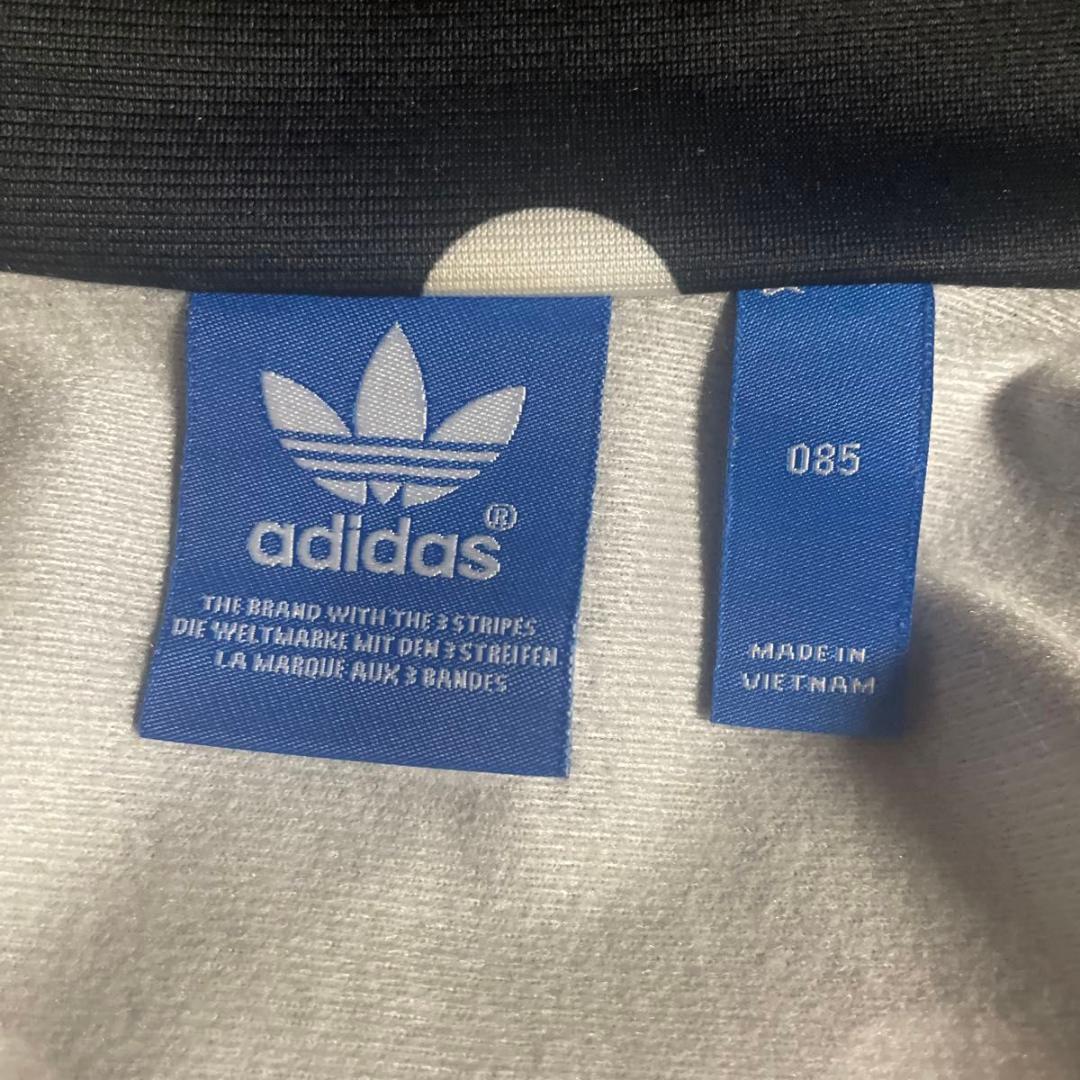 adidas®
THE BRAND WITH THE 3 STRIPES
DIE WELTMARKE MIT DEN 3 STREIFEN
LA MARQUE AUX 3 BANDES
085
MADE IN
VIETNAM